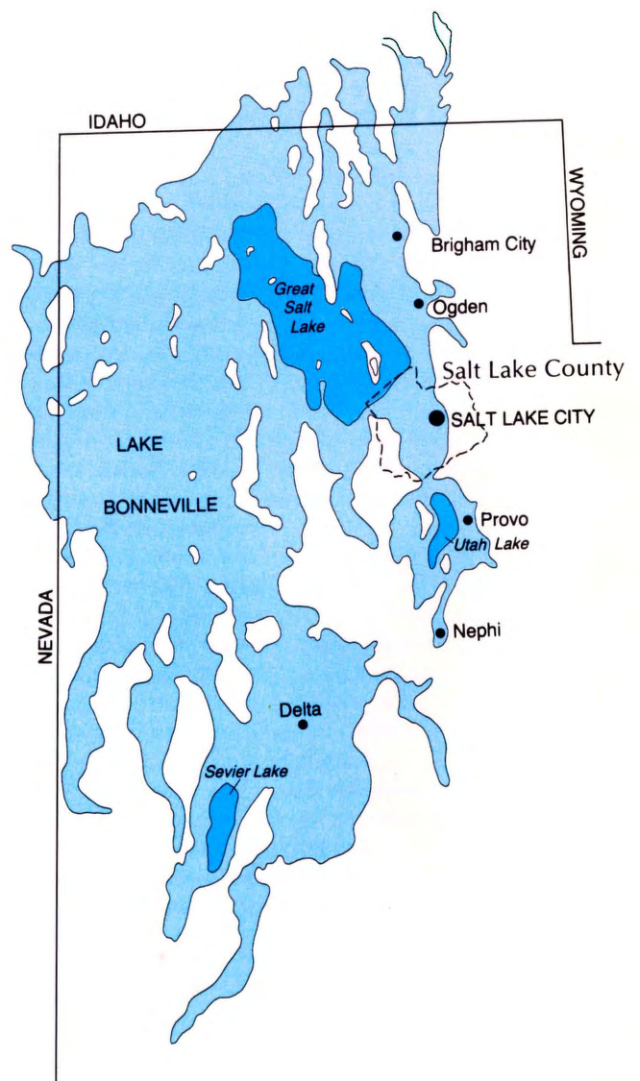 IDAHO
WYOMING
Brigham City
Great
Salt
Lake
Ogden
Salt Lake County
SALT LAKE CITY
LAKE
BONNEVILLE
Provo
Utah Lake
NEVADA
Nephi
Delta
Sevier Lake